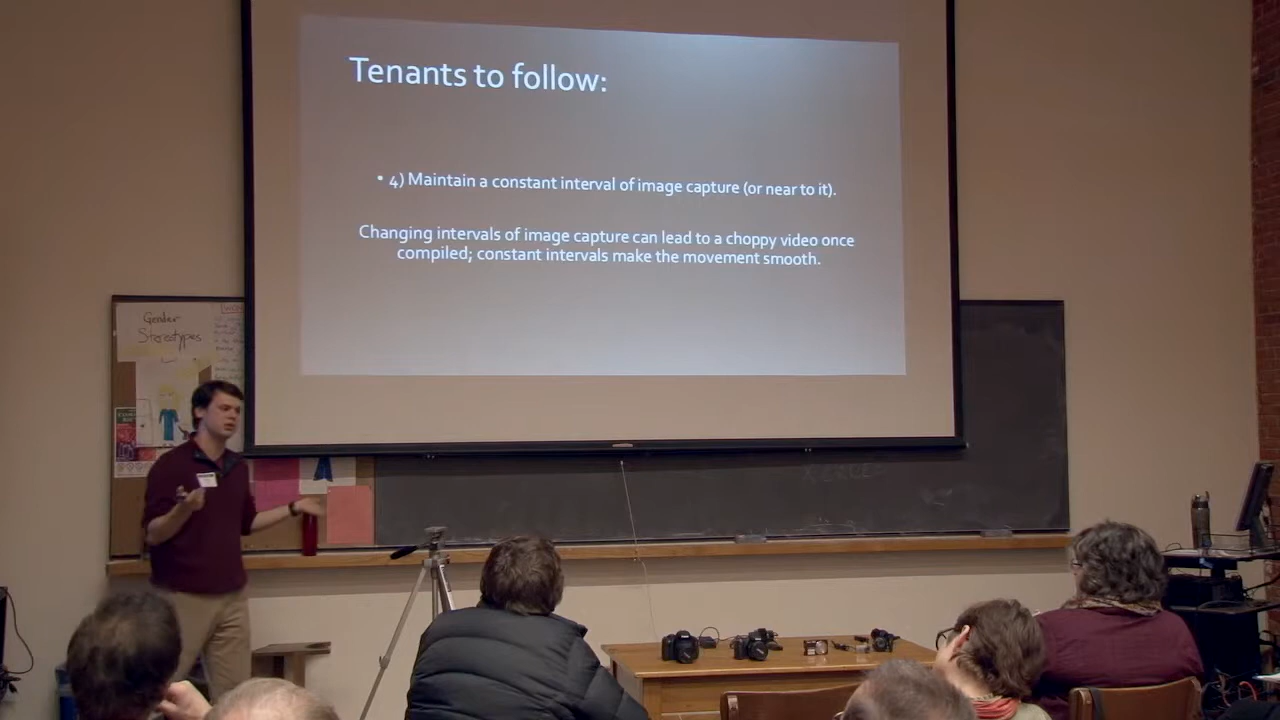 Tenants to follow:
• 4) Maintain a constant interval of image capture (or near to it).
Changing intervals of image capture can lead to a choppy video once
compiled; constant intervals make the movement smooth.
Gender
Stereotypes